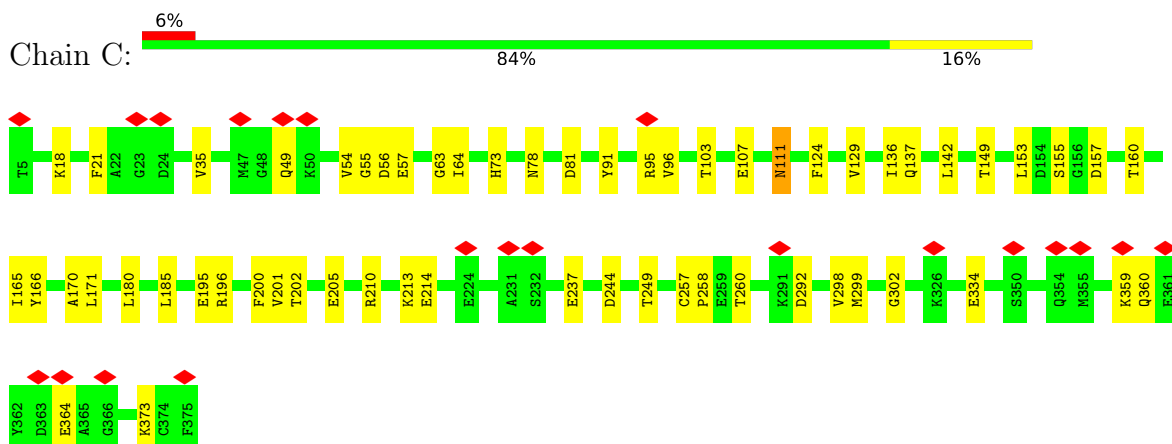 6%
Chain C:
84% 16%
T5 K18 F21 A22 G23 D24 V35 M47 G48 Q49 K50 V54 G55 D56 E57 G63 I64 H73 N78 D81 Y91 R95 V96 T103 E107 N111 F124 V129 I136 Q137 L142 T149 L153 D154 S155 G156 D157 T160
I165 Y166 A170 L171 L180 L185 E195 R196 F200 V201 T202 E205 R210 K213 E214 E224 A231 S232 E237 D244 T249 C257 P258 E259 T260 K291 D292 V298 M299 G302 K326 E334 S350 Q354 M355 K359 Q360 E361
Y362 D363 E364 A365 G366 K373 C374 F375